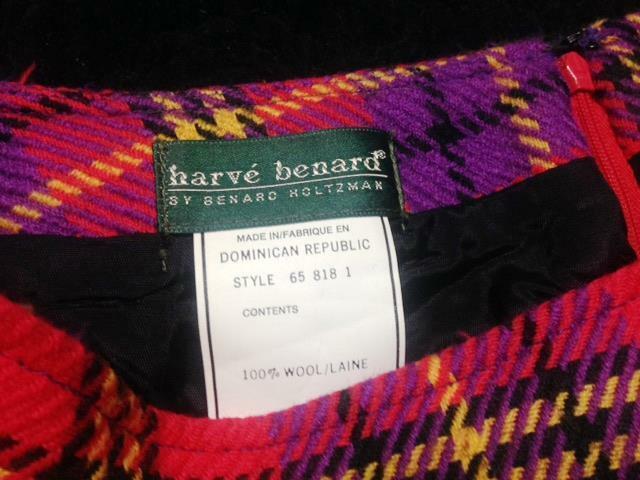 harvé benard®
BY BENARD HOLTZMAN
MADE IN/FABRIQUE EN
DOMINICAN REPUBLIC
STYLE 65 818 1
CONTENTS
100% WOOL/LAINE